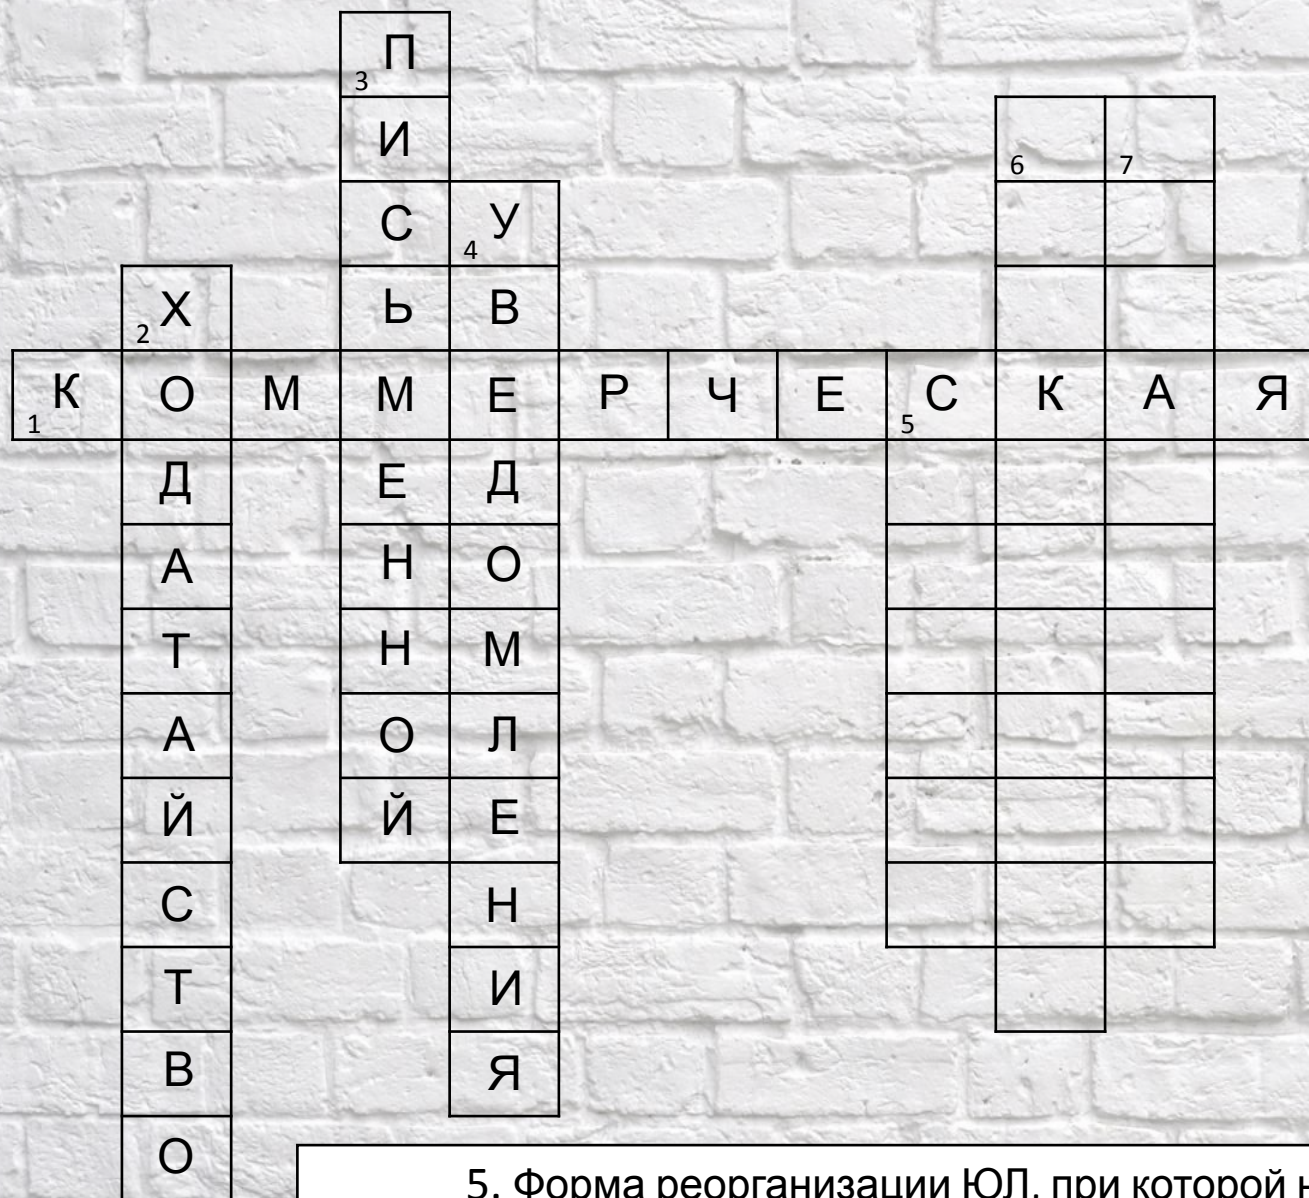 3 П
И
6 7
С 4 У
2 Х Ь В
1 К О М М Е Р Ч Е 5 С К А Я
Д Е Д
А Н О
Т Н М
А О Л
Й Й Е
С Н
Т И
В Я
О
5. Форма реорганизации ЮЛ, при которой